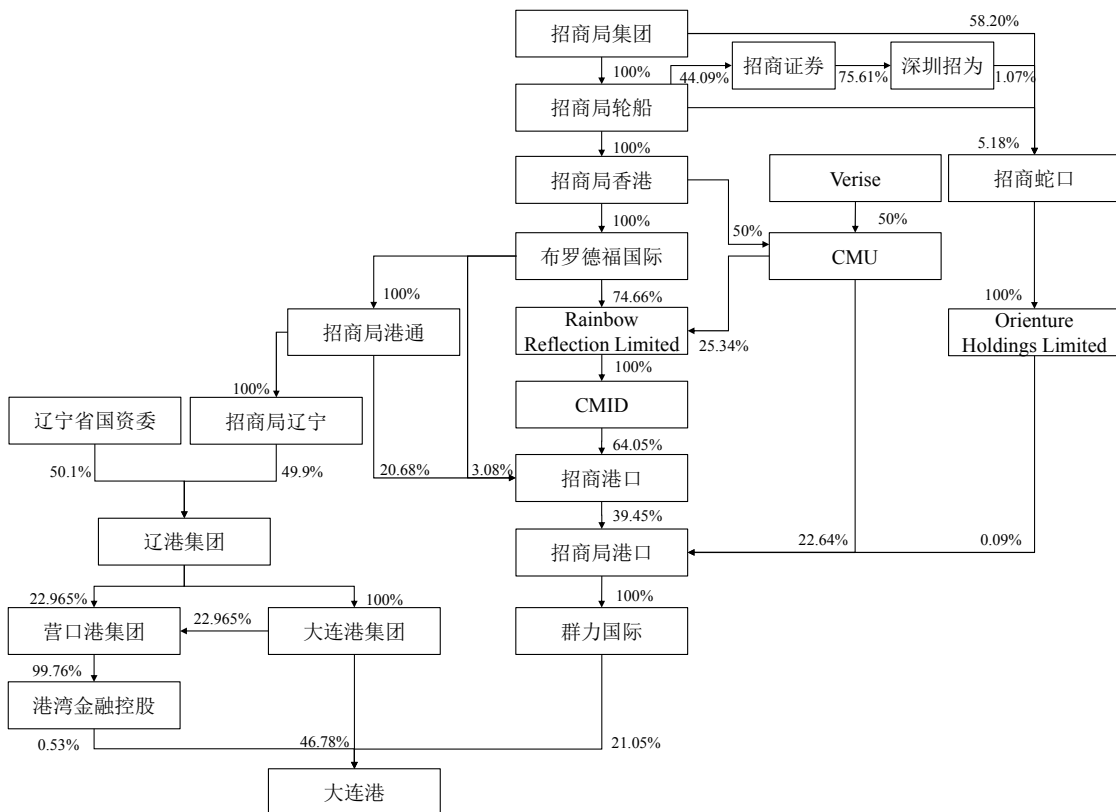 招商局集团
58.20%
招商证券
深圳招为
100%
44.09%
75.61%
1.07%
招商局轮船
100%
5.18%
招商局香港
Verise
招商蛇口
100%
50%
50%
布罗德福国际
CMU
100%
74.66%
100%
招商局港通
Rainbow
Reflection Limited
25.34%
Orienture
Holdings Limited
100%
100%
辽宁省国资委
招商局辽宁
CMID
64.05%
50.1%
49.9%
20.68%
3.08%
招商港口
39.45%
辽港集团
招商局港口
22.64%
0.09%
22.965%
100%
100%
营口港集团
22.965%
大连港集团
群力国际
99.76%
港湾金融控股
0.53%
46.78%
21.05%
大连港